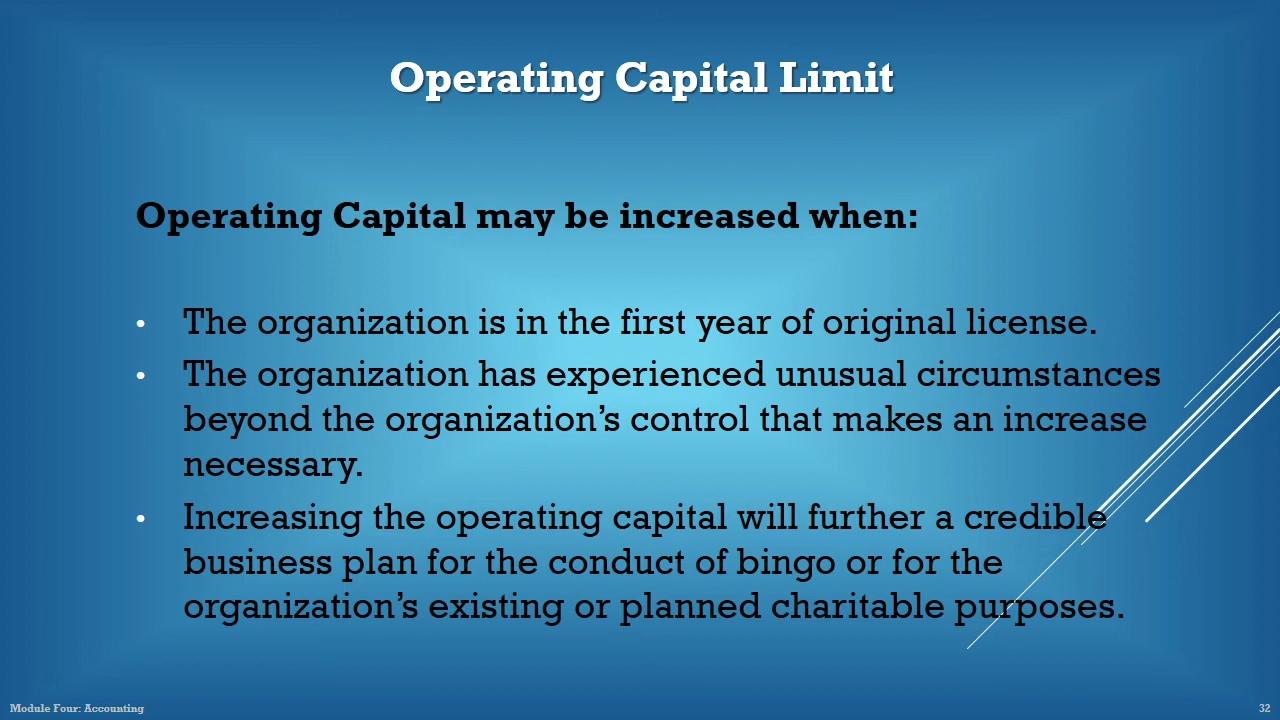 Operating Capital Limit
Operating Capital may be increased when:
• The organization is in the first year of original license.
• The organization has experienced unusual circumstances
beyond the organization’s control that makes an increase
necessary.
• Increasing the operating capital will further a credible
business plan for the conduct of bingo or for the
organization’s existing or planned charitable purposes.
Module Four: Accounting
32